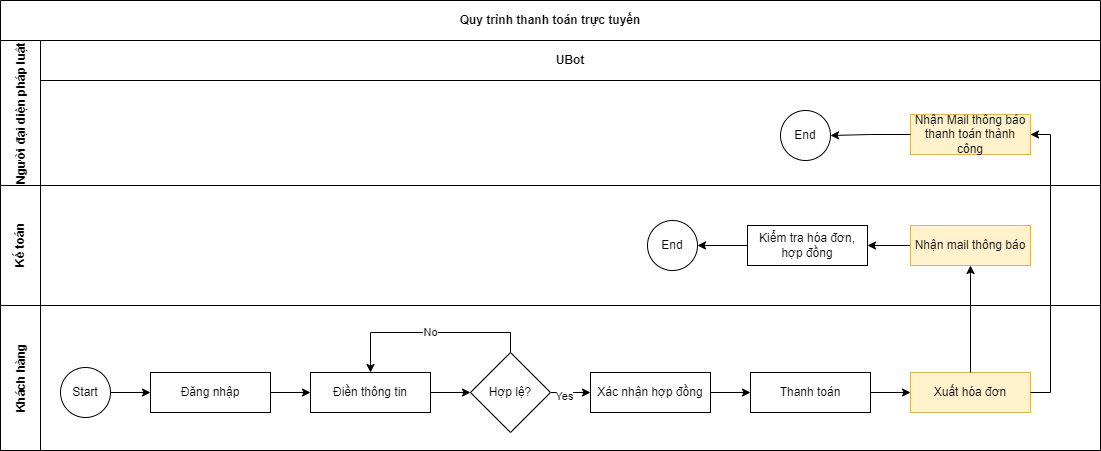 Quy trình thanh toán trực tuyến
UBot
Người đại diện pháp luật
End
Nhận Mail thông báo
thanh toán thành
công
Kế toán
End
Kiểm tra hóa đơn,
hợp đồng
Nhận mail thông báo
Khách hàng
No
Start
Đăng nhập
Điền thông tin
Hợp lệ?
Yes
Xác nhận hợp đồng
Thanh toán
Xuất hóa đơn